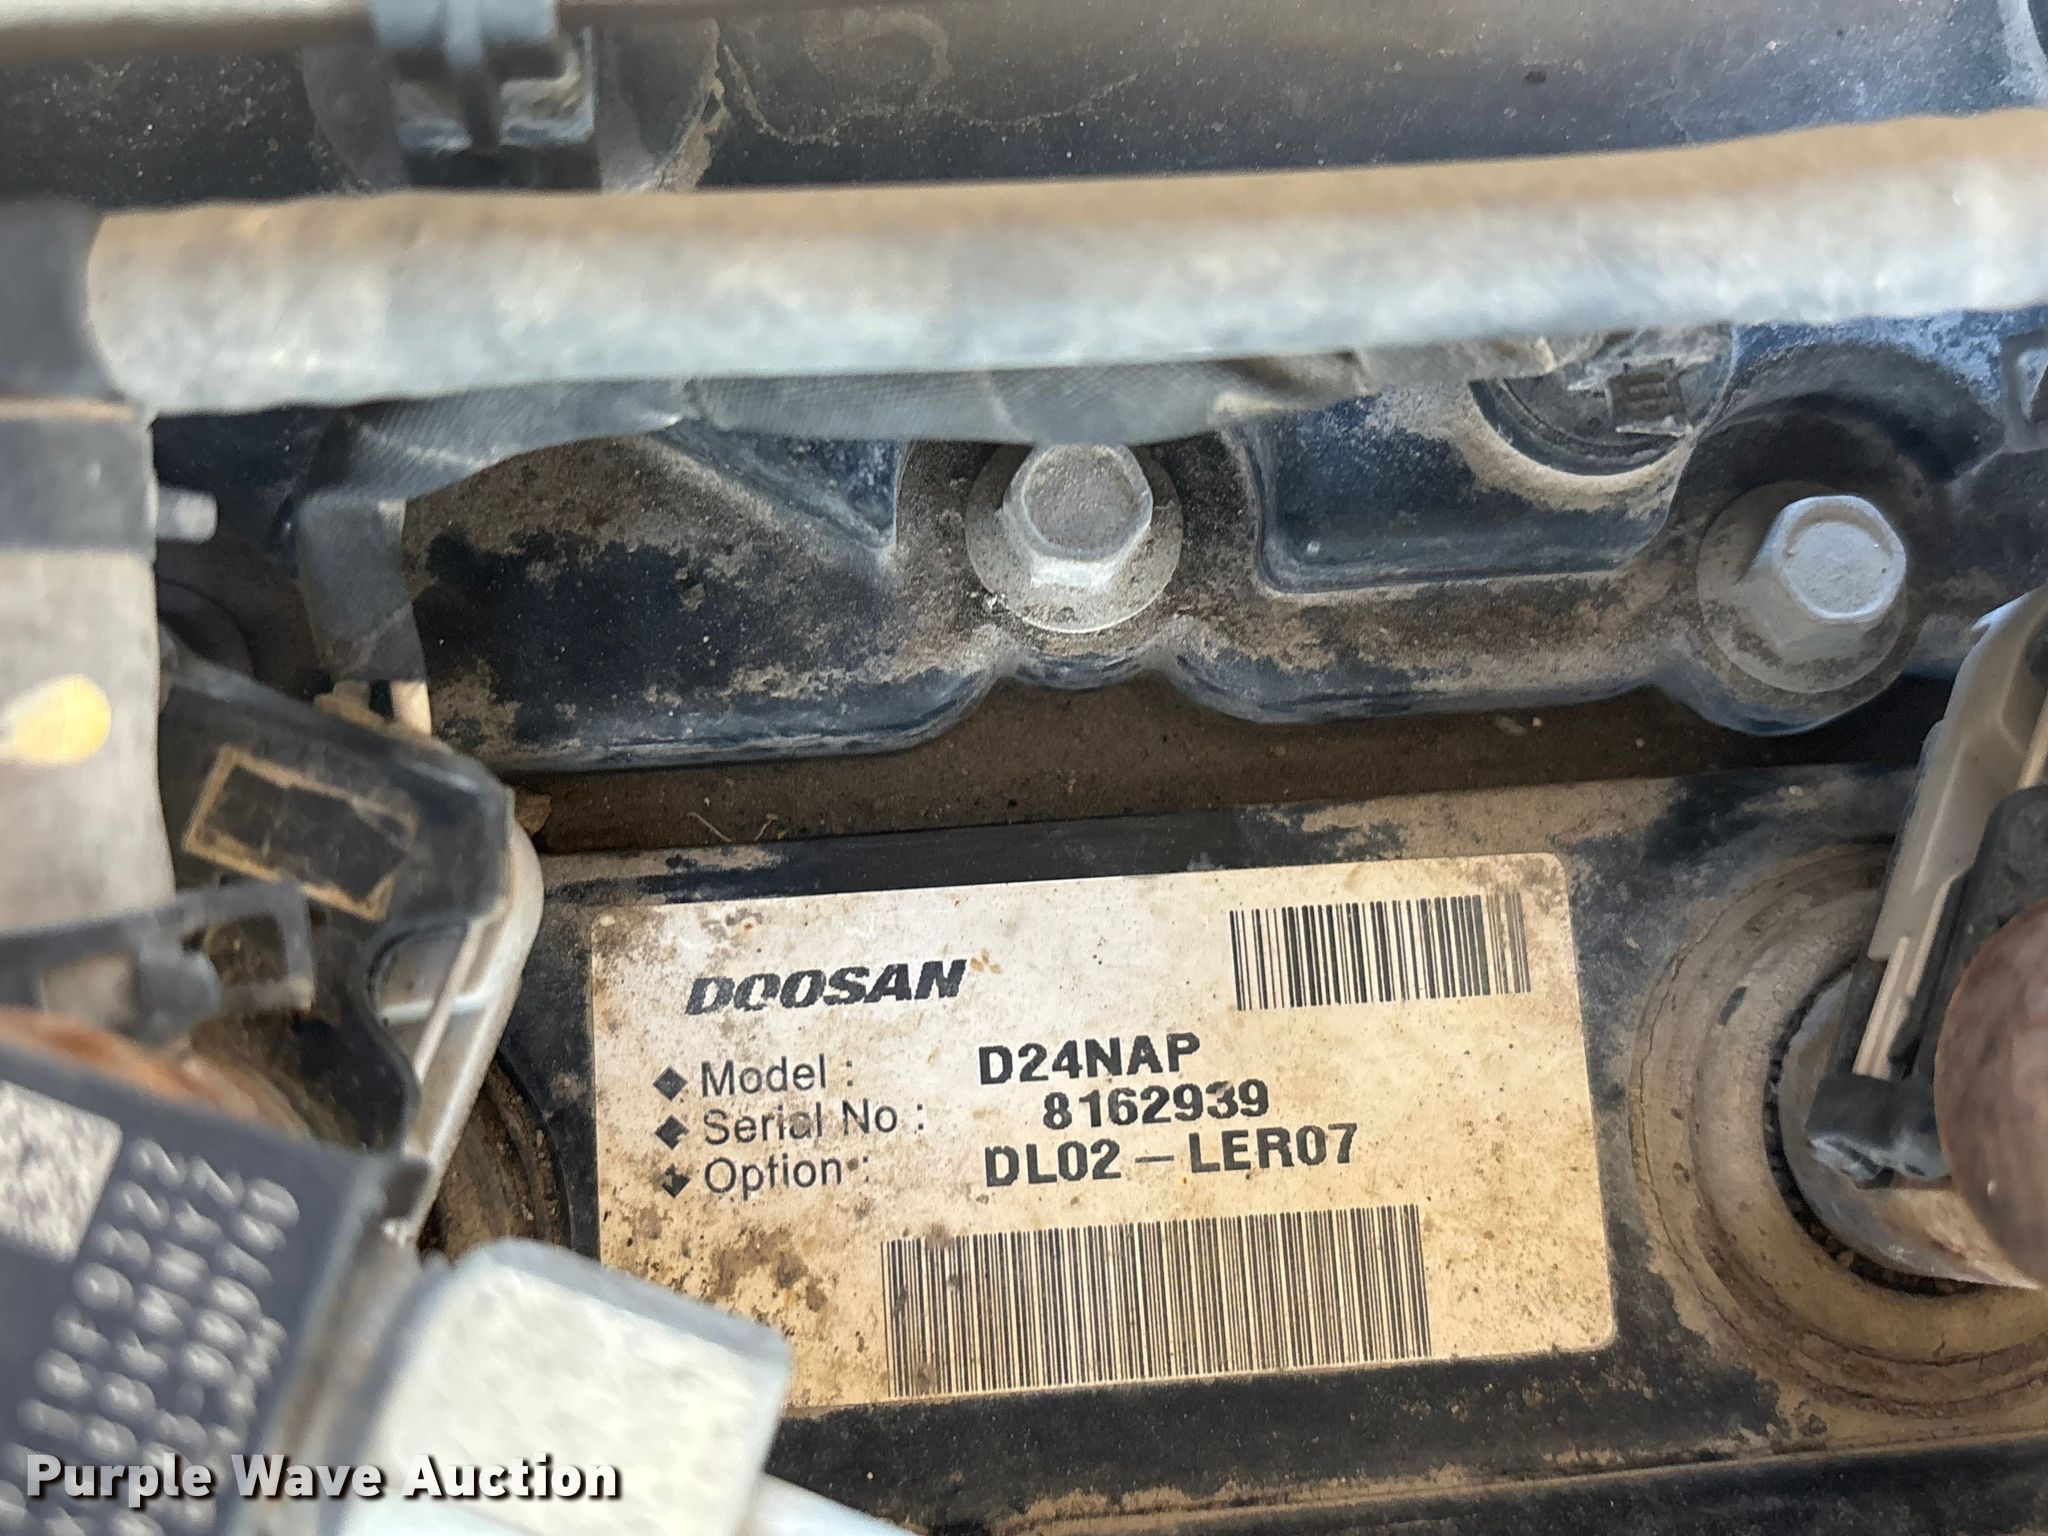 DOOSAN
◆ Model : D24NAP
◆ Serial No : 8162939
◆ Option : DL02-LER07
Purple Wave Auction